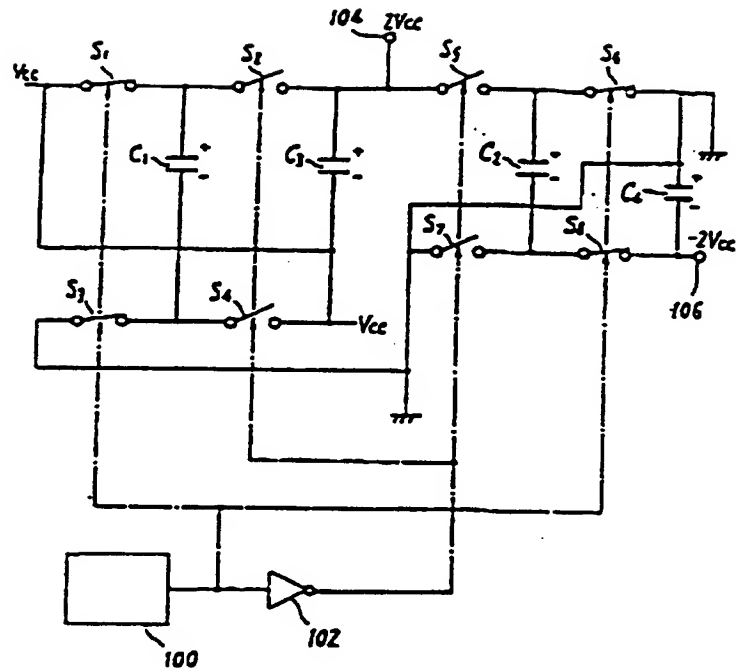 104
2Vcc
S1
S2
S5
S6
Vcc
C1
+
-
C3
+
-
C2
+
-
C4
+
-
S7
S8
-2Vcc
106
S3
S4
Vcc
102
100